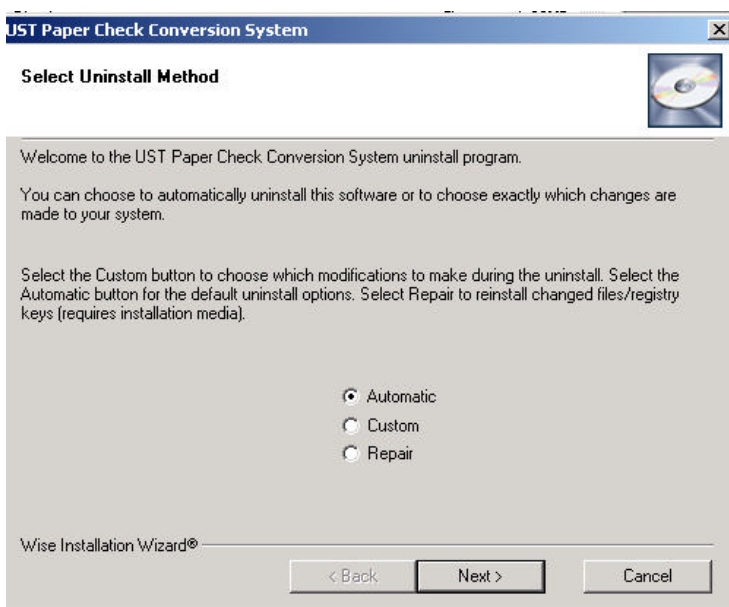 UST Paper Check Conversion System
Select Uninstall Method
Welcome to the UST Paper Check Conversion System uninstall program.
You can choose to automatically uninstall this software or to choose exactly which changes are
made to your system.
Select the Custom button to choose which modifications to make during the uninstall. Select the
Automatic button for the default uninstall options. Select Repair to reinstall changed files/registry
keys (requires installation media).
Automatic
Custom
Repair
Wise Installation Wizard®
< Back
Next >
Cancel